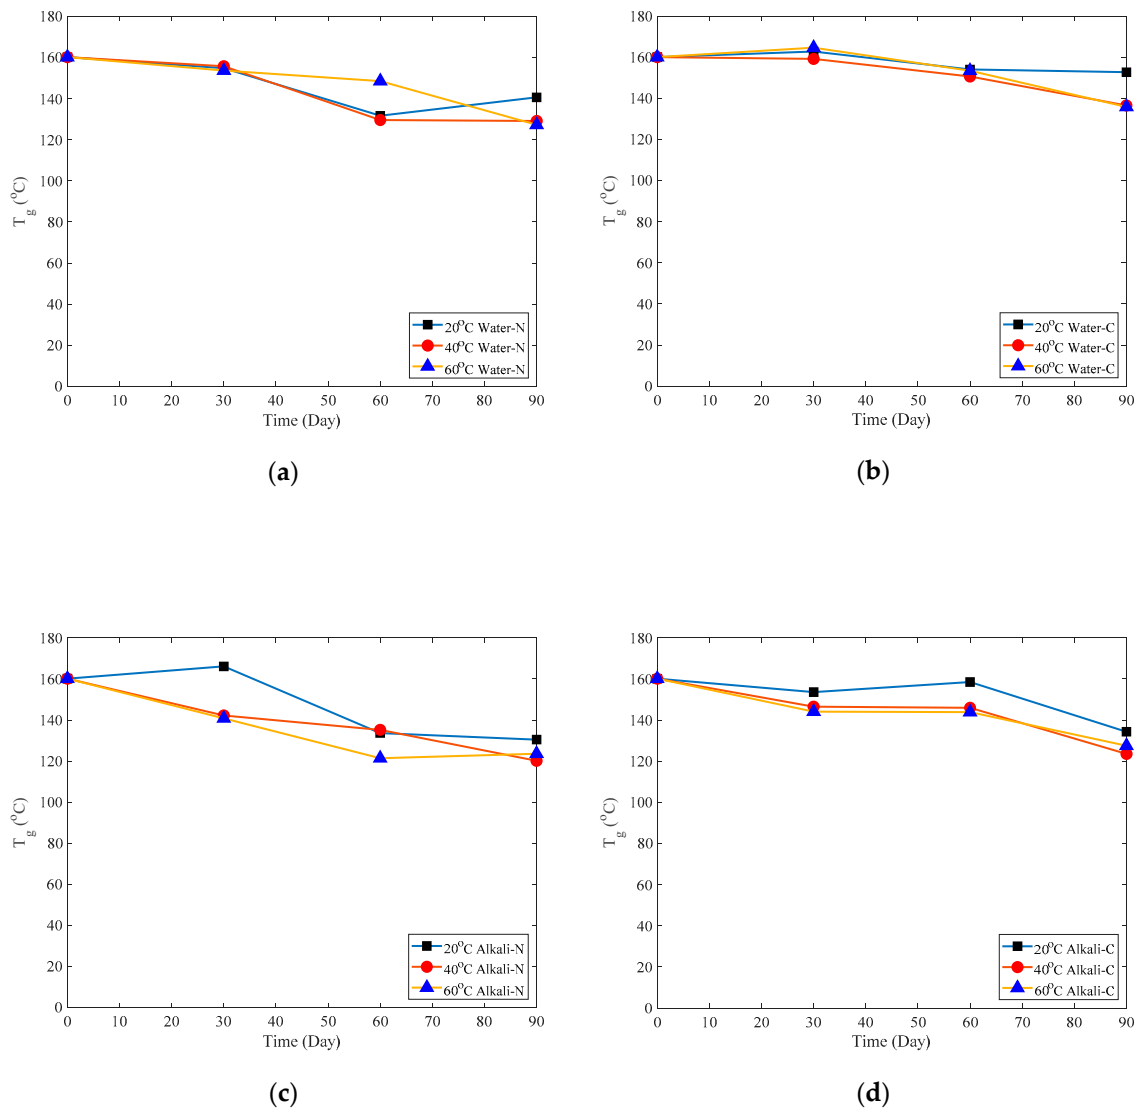 180
160
140
120
100
80
60
40
20
0
T g (°C)
0 10 20 30 40 50 60 70 80 90
Time (Day)
20°C Water-N
40°C Water-N
60°C Water-N
(a)
180
160
140
120
100
80
60
40
20
0
T g (°C)
0 10 20 30 40 50 60 70 80 90
Time (Day)
20°C Water-C
40°C Water-C
60°C Water-C
(b)
180
160
140
120
100
80
60
40
20
0
T g (°C)
0 10 20 30 40 50 60 70 80 90
Time (Day)
20°C Alkali-N
40°C Alkali-N
60°C Alkali-N
(c)
180
160
140
120
100
80
60
40
20
0
T g (°C)
0 10 20 30 40 50 60 70 80 90
Time (Day)
20°C Alkali-C
40°C Alkali-C
60°C Alkali-C
(d)